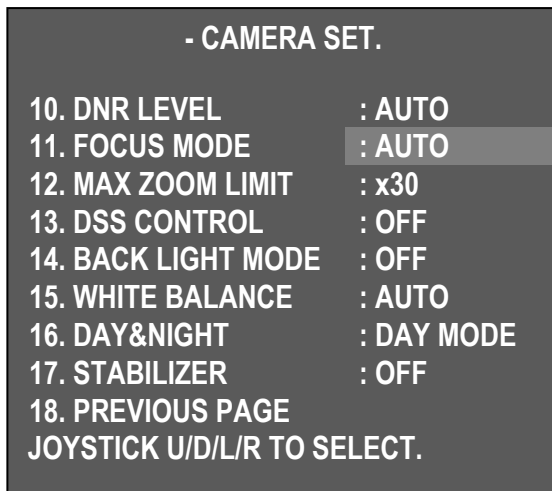 - CAMERA SET.
10. DNR LEVEL : AUTO
11. FOCUS MODE : AUTO
12. MAX ZOOM LIMIT : x30
13. DSS CONTROL : OFF
14. BACK LIGHT MODE : OFF
15. WHITE BALANCE : AUTO
16. DAY&NIGHT : DAY MODE
17. STABILIZER : OFF
18. PREVIOUS PAGE
JOYSTICK U/D/L/R TO SELECT.